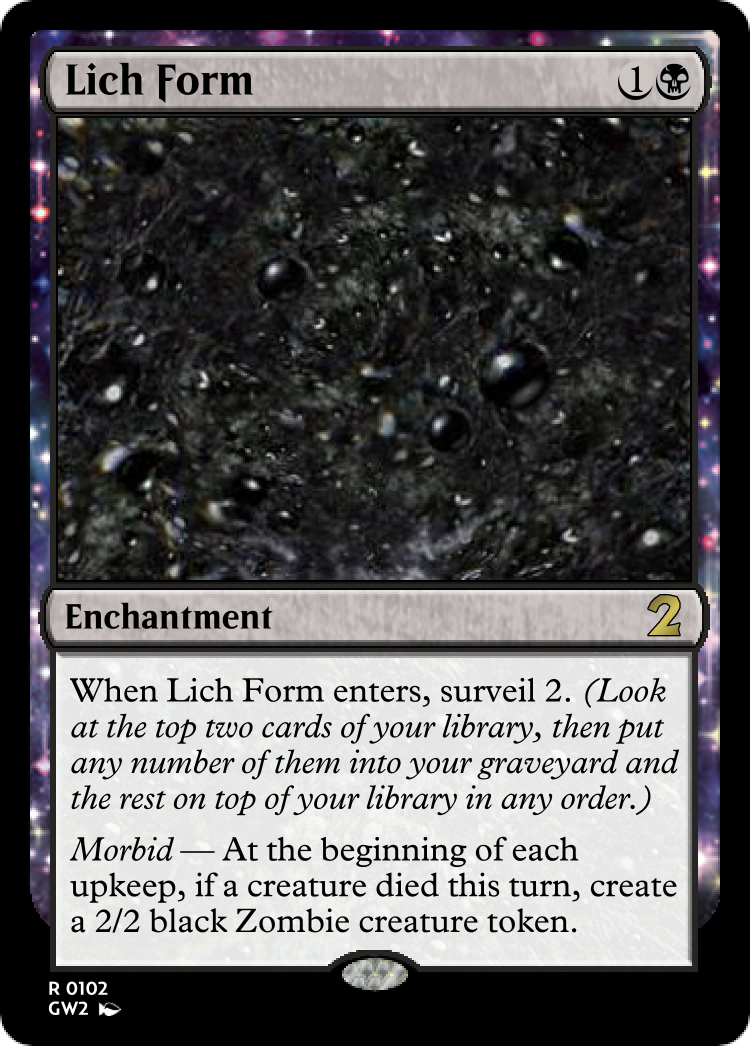 Lich Form 1
Enchantment 2
When Lich Form enters, surveil 2. (Look
at the top two cards of your library, then put
any number of them into your graveyard and
the rest on top of your library in any order.)
Morbid — At the beginning of each
upkeep, if a creature died this turn, create
a 2/2 black Zombie creature token.
R 0102
GW2